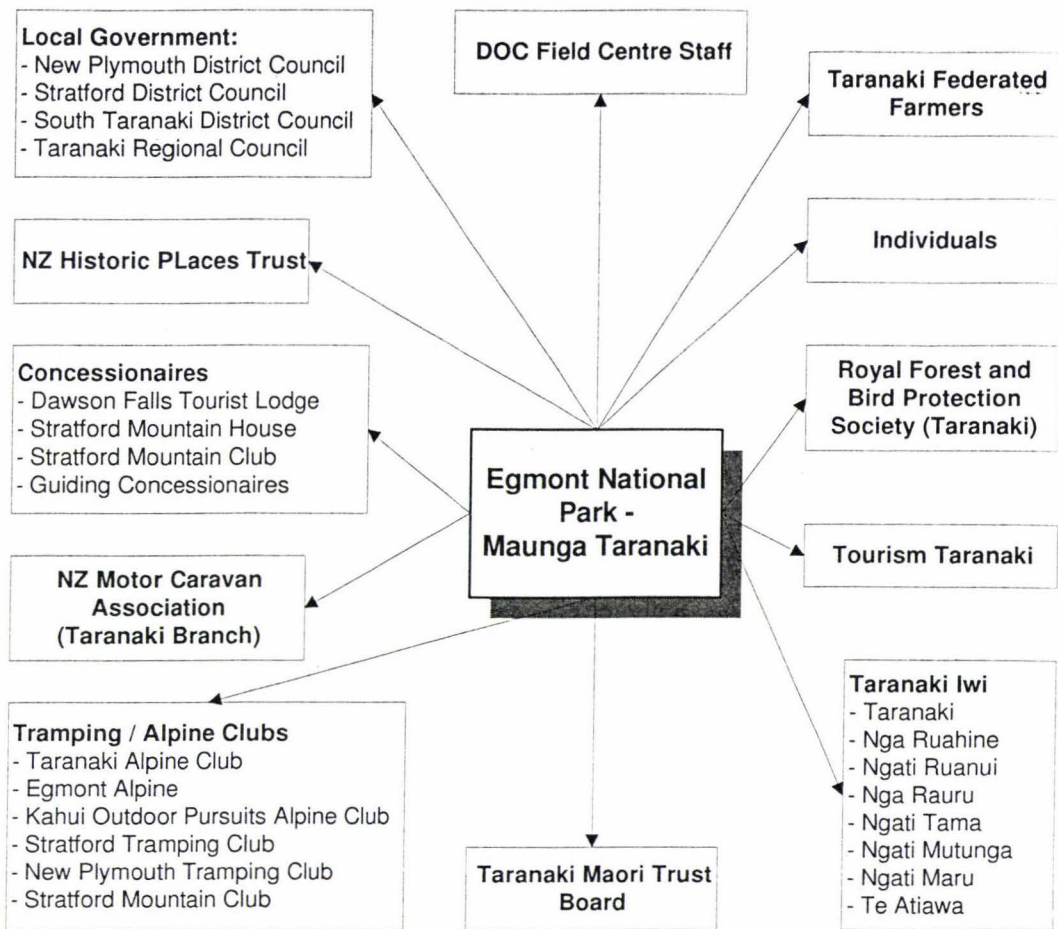 Local Government:
- New Plymouth District Council
- Stratford District Council
- South Taranaki District Council
- Taranaki Regional Council
DOC Field Centre Staff
Taranaki Federated
Farmers
NZ Historic PLaces Trust
Individuals
Concessionaires
- Dawson Falls Tourist Lodge
- Stratford Mountain House
- Stratford Mountain Club
- Guiding Concessionaires
Royal Forest and
Bird Protection
Society (Taranaki)
Egmont National
Park -
Maunga Taranaki
NZ Motor Caravan
Association
(Taranaki Branch)
Tourism Taranaki
Tramping / Alpine Clubs
- Taranaki Alpine Club
- Egmont Alpine
- Kahui Outdoor Pursuits Alpine Club
- Stratford Tramping Club
- New Plymouth Tramping Club
- Stratford Mountain Club
Taranaki Maori Trust
Board
Taranaki Iwi
- Taranaki
- Nga Ruahine
- Ngati Ruanui
- Nga Rauru
- Ngati Tama
- Ngati Mutunga
- Ngati Maru
- Te Atiawa